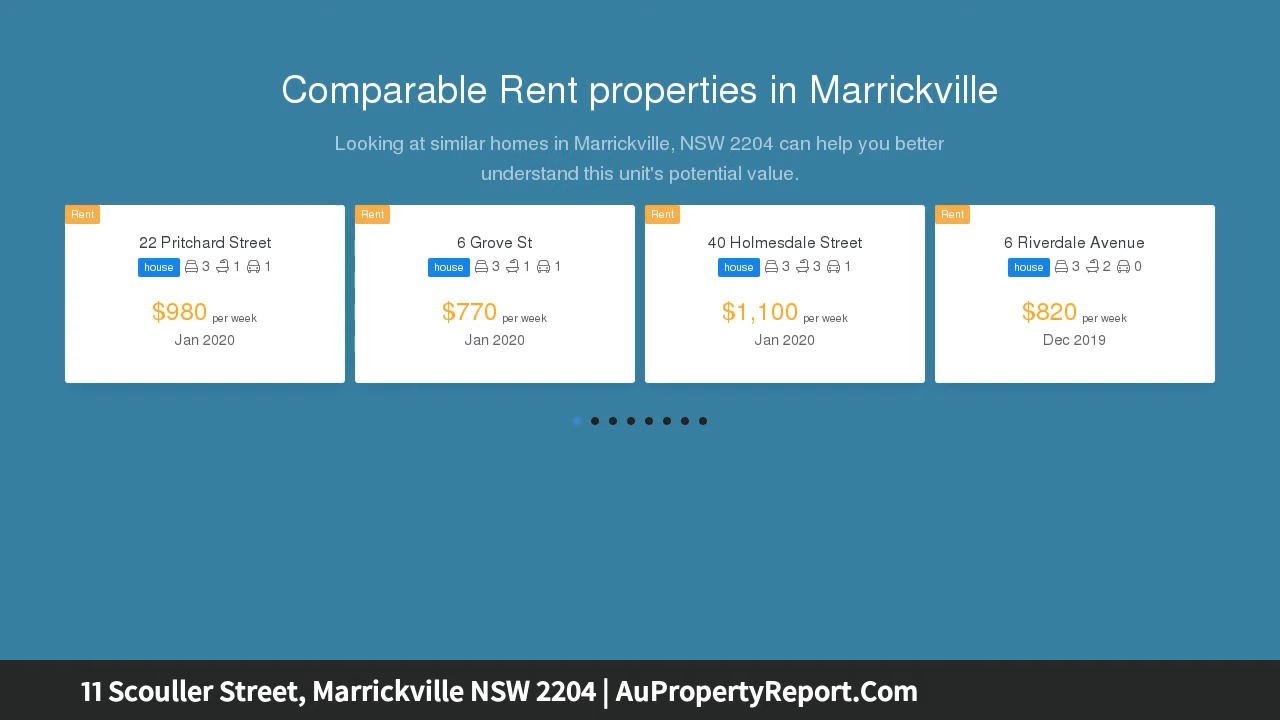 Comparable Rent properties in Marrickville
Looking at similar homes in Marrickville, NSW 2204 can help you better
understand this unit's potential value.
Rent
22 Pritchard Street
house 3 1 1
$980 per week
Jan 2020
Rent
6 Grove St
house 3 1 1
$770 per week
Jan 2020
Rent
40 Holmesdale Street
house 3 3 1
$1,100 per week
Jan 2020
Rent
6 Riverdale Avenue
house 3 2 0
$820 per week
Dec 2019
11 Scouller Street, Marrickville NSW 2204 | AuPropertyReport.Com